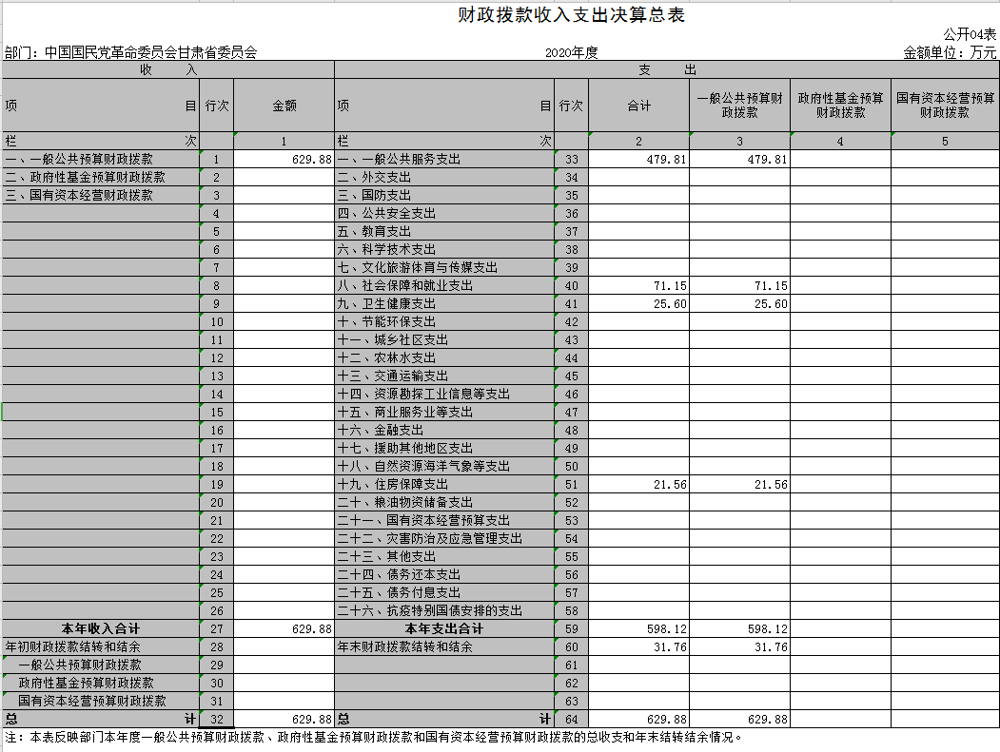 财政拨款收入支出决算总表
公开04表
部门：中国国民党革命委员会甘肃省委员会 2020年度 金额单位：万元
收 入 支 出
项 目 行次 金额 项 目 行次 合计 一般公共预算财政拨款 政府性基金预算财政拨款 国有资本经营预算财政拨款
栏 次 1 栏 次 2 3 4 5
一、一般公共预算财政拨款 1 629.88 一、一般公共服务支出 33 479.81 479.81
二、政府性基金预算财政拨款 2 二、外交支出 34
三、国有资本经营财政拨款 3 三、国防支出 35
4 四、公共安全支出 36
5 五、教育支出 37
6 六、科学技术支出 38
7 七、文化旅游体育与传媒支出 39
8 八、社会保障和就业支出 40 71.15 71.15
9 九、卫生健康支出 41 25.60 25.60
10 十、节能环保支出 42
11 十一、城乡社区支出 43
12 十二、农林水支出 44
13 十三、交通运输支出 45
14 十四、资源勘探工业信息等支出 46
15 十五、商业服务业等支出 47
16 十六、金融支出 48
17 十七、援助其他地区支出 49
18 十八、自然资源海洋气象等支出 50
19 十九、住房保障支出 51 21.56 21.56
20 二十、粮油物资储备支出 52
21 二十一、国有资本经营预算支出 53
22 二十二、灾害防治及应急管理支出 54
23 二十三、其他支出 55
24 二十四、债务还本支出 56
25 二十五、债务付息支出 57
26 二十六、抗疫特别国债安排的支出 58
本年收入合计 27 629.88 本年支出合计 59 598.12 598.12
年初财政拨款结转和结余 28 年末财政拨款结转和结余 60 31.76 31.76
一般公共预算财政拨款 29 61
政府性基金预算财政拨款 30 62
国有资本经营预算财政拨款 31 63
总 计 32 629.88 总 计 64 629.88 629.88
注：本表反映部门本年度一般公共预算财政拨款、政府性基金预算财政拨款和国有资本经营预算财政拨款的总收支和年末结转结余情况。